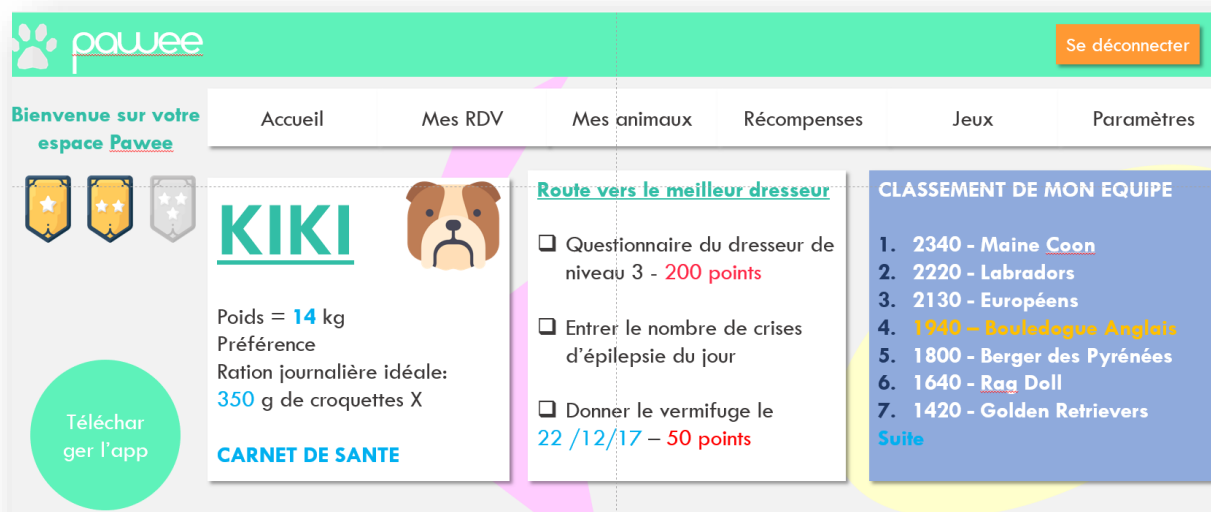 pawee
Se déconnecter
Bienvenue sur votre
espace Pawee
Accueil
Mes RDV
Mes animaux
Récompenses
Jeux
Paramètres
KIKI
Poids = 14 kg
Préférence
Ration journalière idéale:
350 g de croquettes X
CARNET DE SANTE
Route vers le meilleur dresseur
Questionnaire du dresseur de
niveau 3 - 200 points
Entrer le nombre de crises
d'épilepsie du jour
Donner le vermifuge le
22 /12/17 – 50 points
CLASSEMENT DE MON EQUIPE
1. 2340 - Maine Coon
2. 2220 - Labradors
3. 2130 - Européens
4. 1940 – Bouledogue Anglais
5. 1800 - Berger des Pyrénées
6. 1640 - Rag Doll
7. 1420 - Golden Retrievers
Suite
Téléchar
ger l'app